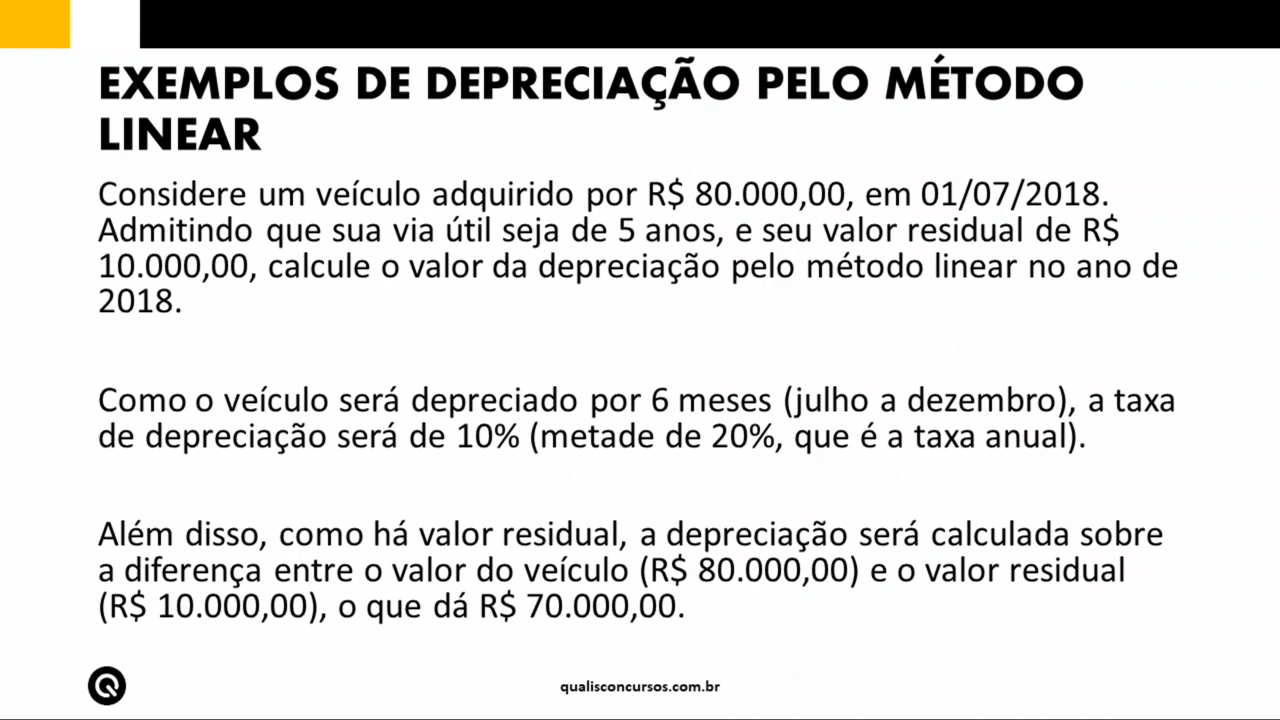 EXEMPLOS DE DEPRECIAÇÃO PELO MÉTODO
LINEAR
Considere um veículo adquirido por R$ 80.000,00, em 01/07/2018.
Admitindo que sua via útil seja de 5 anos, e seu valor residual de R$
10.000,00, calcule o valor da depreciação pelo método linear no ano de
2018.
Como o veículo será depreciado por 6 meses (julho a dezembro), a taxa
de depreciação será de 10% (metade de 20%, que é a taxa anual).
Além disso, como há valor residual, a depreciação será calculada sobre
a diferença entre o valor do veículo (R$ 80.000,00) e o valor residual
(R$ 10.000,00), o que dá R$ 70.000,00.
qualisconcursos.com.br